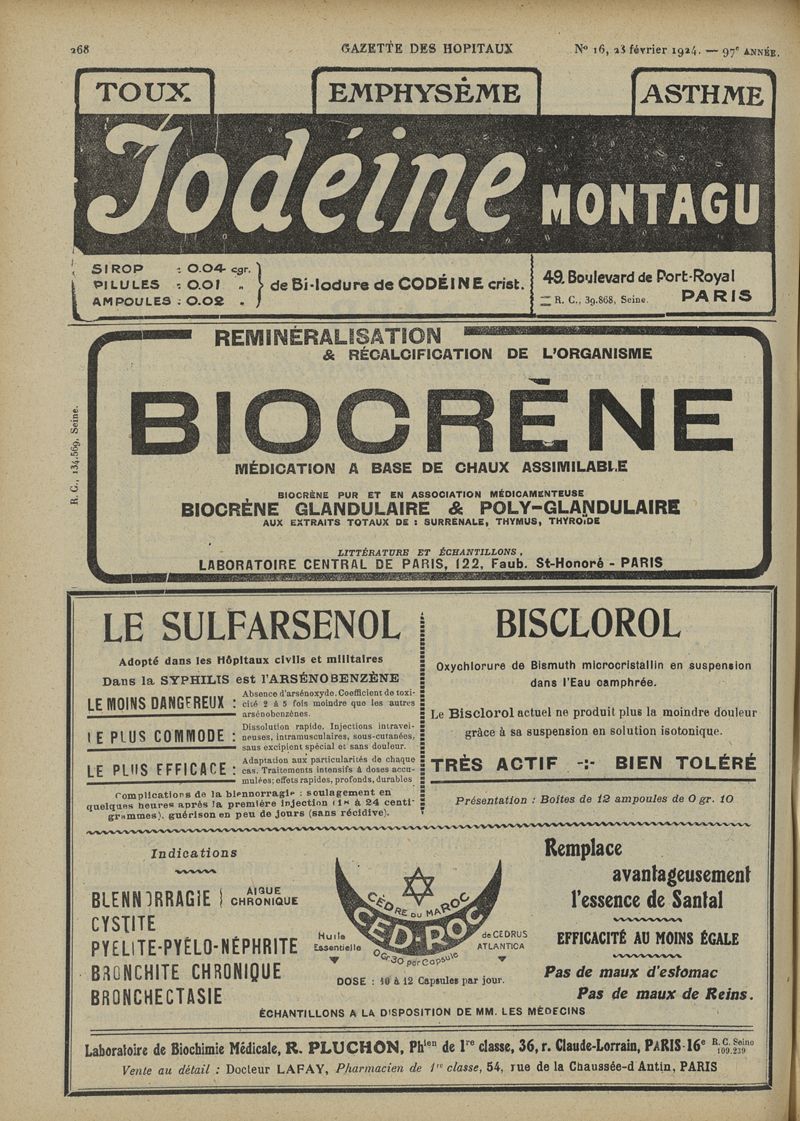 268
GAZETTE DES HOPITAUX
Nº 16, 23 février 1924. — 97e ANNÉE.
TOUX
EMPHYSÈME
ASTHME
Iodéine MONTAGU
SIROP : 0.04 cgr.
PILULES : 0.01 „
AMPOULES : 0.02 „
de Bi-Iodure de CODÉINE crist.
49, Boulevard de Port-Royal
R. C., 39.868, Seine. PARIS
REMINÉRALISATION
& RÉCALCIFICATION DE L'ORGANISME
BIOCRÈNE
MÉDICATION A BASE DE CHAUX ASSIMILABLE
BIOCRÈNE PUR ET EN ASSOCIATION MÉDICAMENTEUSE
BIOCRÈNE GLANDULAIRE & POLY-GLANDULAIRE
AUX EXTRAITS TOTAUX DE : SURRÉNALE, THYMUS, THYROÏDE
LITTÉRATURE ET ÉCHANTILLONS,
LABORATOIRE CENTRAL DE PARIS, 122, Faub. St-Honoré - PARIS
R. C., 134.569, Seine.
LE SULFARSENOL
Adopté dans les Hôpitaux civils et militaires
Dans la SYPHILIS est l'ARSÉNOBENZÈNE
LE MOINS DANGEREUX :
Absence d'arsénoxyde. Coefficient de toxi-
cité 2 à 5 fois moindre que les autres
arsénobenzènes.
LE PLUS COMMODE :
Dissolution rapide. Injections intravei-
neuses, intramusculaires, sous-cutanées,
sans excipient spécial et sans douleur.
LE PLUS EFFICACE :
Adaptation aux particularités de chaque
cas. Traitements intensifs à doses accu-
mulées; effets rapides, profonds, durables
Complications de la blennorragie : soulagement en
quelques heures après la première injection (18 à 24 centi-
grammes), guérison en peu de jours (sans récidive).
BISCLOROL
Oxychlorure de Bismuth microcristallin en suspension
dans l'Eau camphrée.
Le Bisclorol actuel ne produit plus la moindre douleur
grâce à sa suspension en solution isotonique.
TRÈS ACTIF -:- BIEN TOLÉRÉ
Présentation : Boites de 12 ampoules de 0 gr. 10
Indications
BLENNORRAGIE } AIGUE
CHRONIQUE
CYSTITE
PYELITE-PYÉLO-NÉPHRITE
BRONCHITE CHRONIQUE
BRONCHECTASIE
CÈDRE DU MAROC
CED-ROC
0Gr.30 par Capsule
Huile
Essentielle
de CEDRUS
ATLANTICA
DOSE : 10 à 12 Capsules par jour.
Remplace
avantageusement
l'essence de Santal
EFFICACITÉ AU MOINS ÉGALE
Pas de maux d'estomac
Pas de maux de Reins.
ÉCHANTILLONS A LA DISPOSITION DE MM. LES MÉDECINS
Laboratoire de Biochimie Médicale, R. PLUCHON, Phien de 1re classe, 36, r. Claude-Lorrain, PARIS-16e R. C. Seine 109.239
Vente au détail : Docteur LAFAY, Pharmacien de 1re classe, 54, rue de la Chaussée-d Antin, PARIS